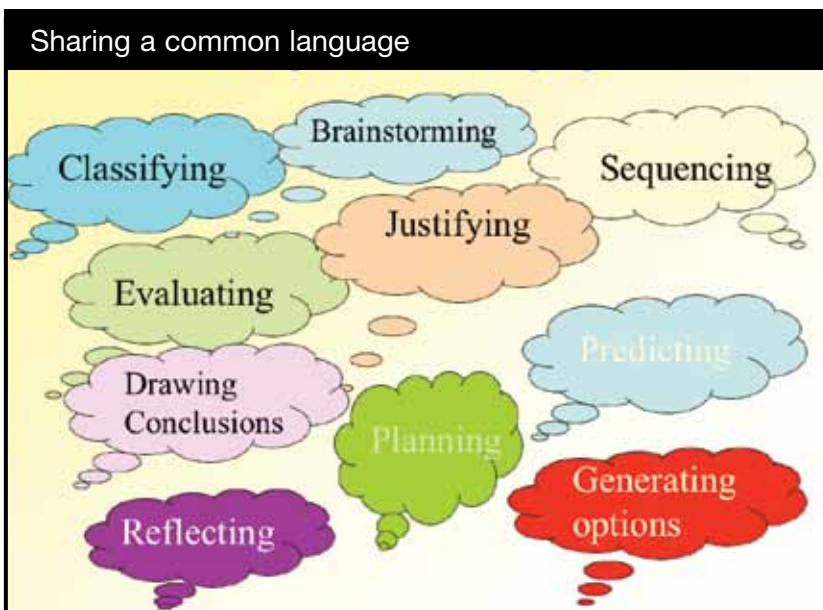 Sharing a common language
Brainstorming
Classifying
Sequencing
Justifying
Evaluating
Predicting
Drawing
Conclusions
Planning
Generating
options
Reflecting